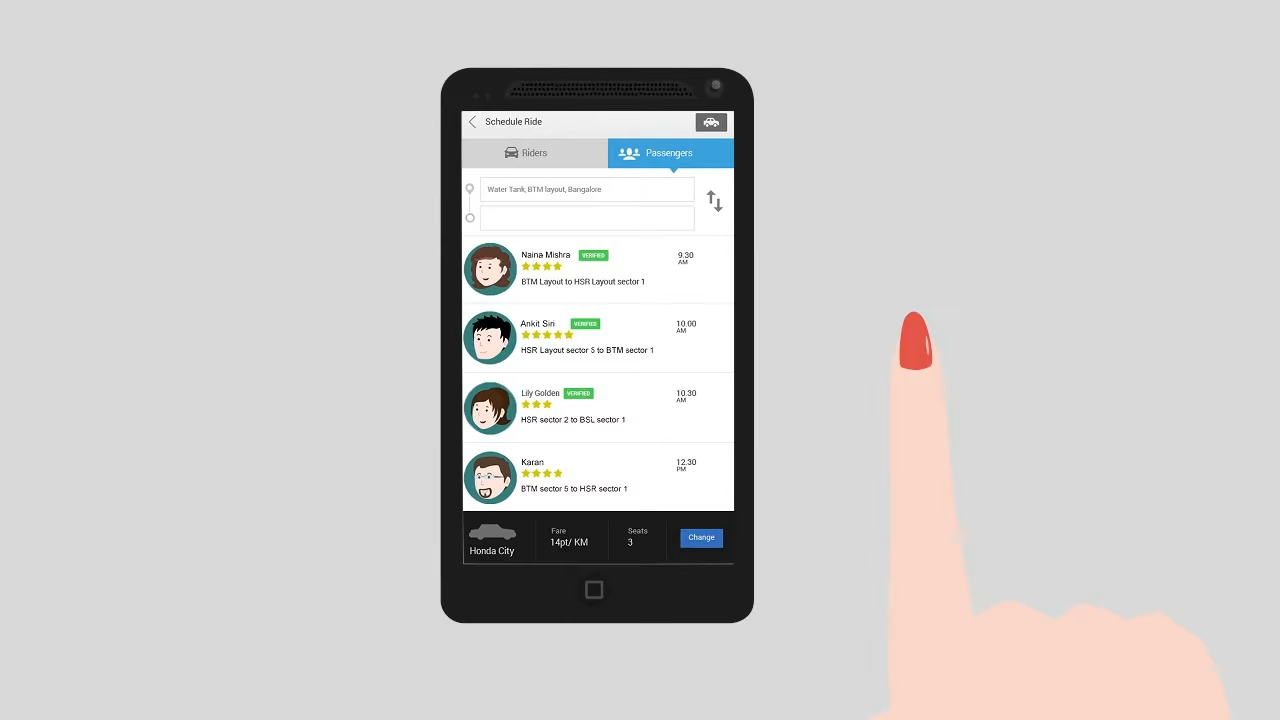 Schedule Ride
Riders
Passengers
Water Tank, BTM layout, Bangalore
Naina Mishra VERIFIED
9.30
AM
BTM Layout to HSR Layout sector 1
Ankit Siri VERIFIED
10.00
AM
HSR Layout sector 5 to BTM sector 1
Lily Golden VERIFIED
10.30
AM
HSR sector 2 to BSL sector 1
Karan
12.30
PM
BTM sector 5 to HSR sector 1
Honda City
Fare
14pt/ KM
Seats
3
Change